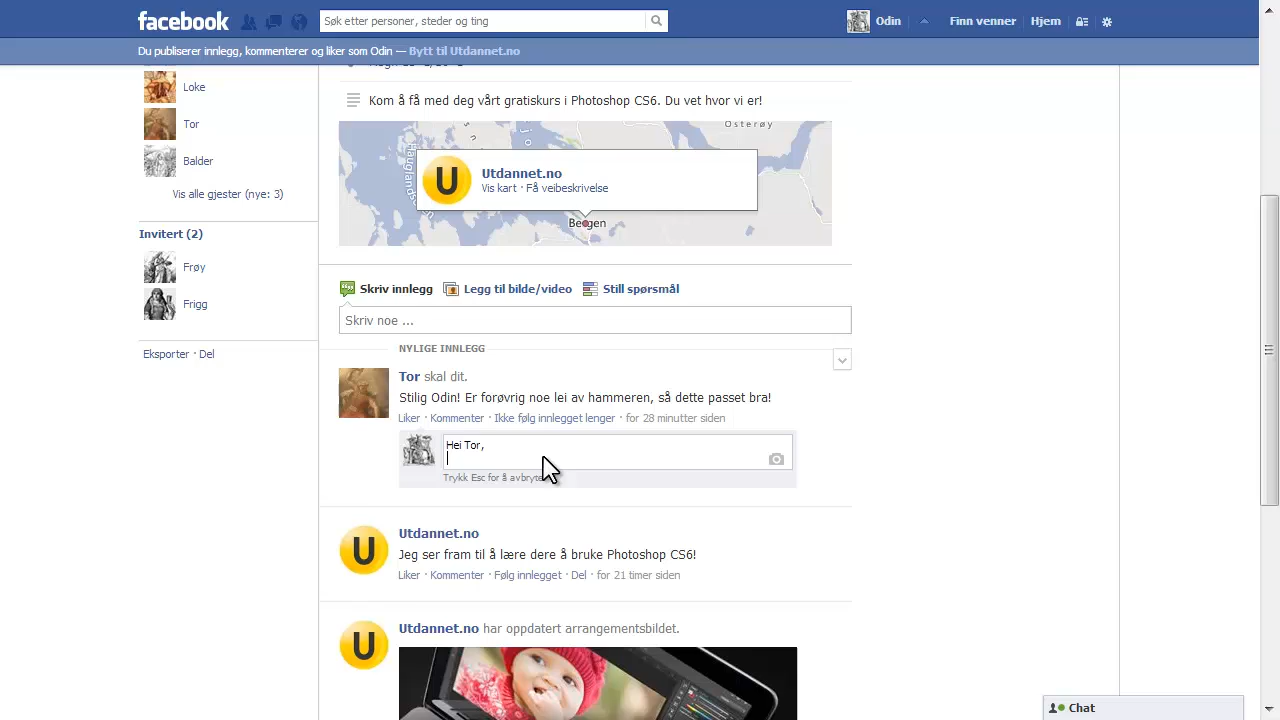 facebook
Søk etter personer, steder og ting
Odin
Finn venner
Hjem
Du publiserer innlegg, kommenterer og liker som Odin — Bytt til Utdannet.no
Loke
Tor
Balder
Vis alle gjester (nye: 3)
Invitert (2)
Frøy
Frigg
Eksporter · Del
Kom å få med deg vårt gratiskurs i Photoshop CS6. Du vet hvor vi er!
Osterøy
U
Utdannet.no
Vis kart · Få veibeskrivelse
Bergen
Skriv innlegg
Legg til bilde/video
Still spørsmål
Skriv noe ...
NYLIGE INNLEGG
Tor skal dit.
Stilig Odin! Er forøvrig noe lei av hammeren, så dette passet bra!
Liker · Kommenter · Ikke følg innlegget lenger · for 28 minutter siden
Hei Tor,
Trykk Esc for å avbryte
U
Utdannet.no
Jeg ser fram til å lære dere å bruke Photoshop CS6!
Liker · Kommenter · Følg innlegget · Del · for 21 timer siden
U
Utdannet.no har oppdatert arrangementsbildet.
Chat